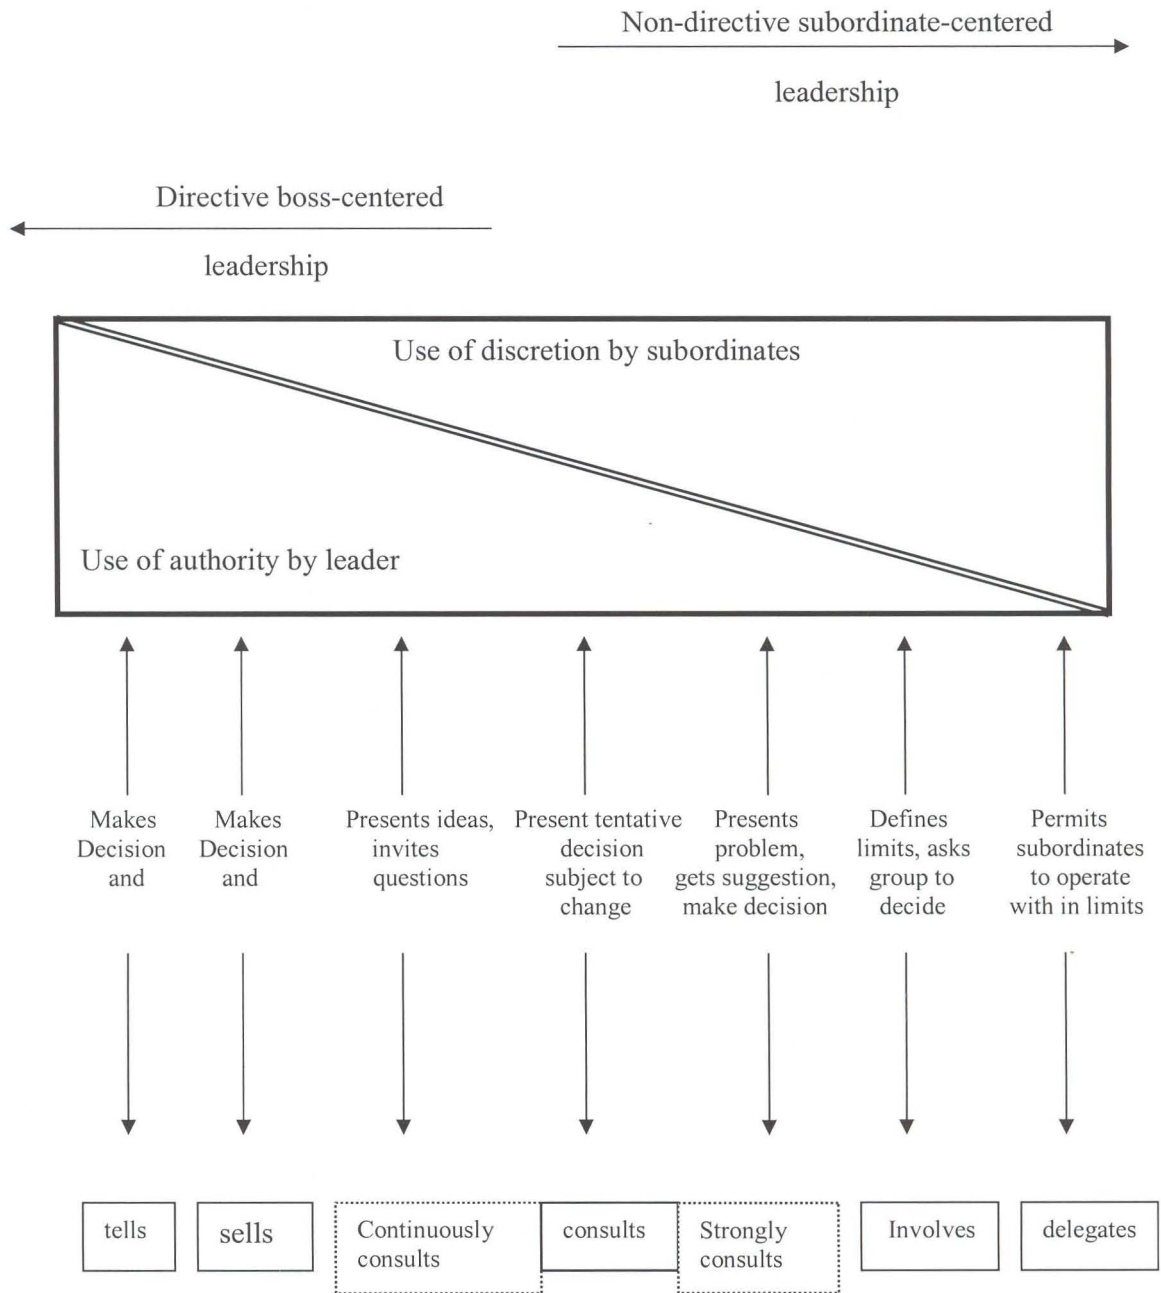 Non-directive subordinate-centered
leadership
Directive boss-centered
leadership
Use of discretion by subordinates
Use of authority by leader
Makes
Decision
and
Makes
Decision
and
Presents ideas,
invites
questions
Present tentative
decision
subject to
change
Presents
problem,
gets suggestion,
make decision
Defines
limits, asks
group to
decide
Permits
subordinates
to operate
with in limits
tells
sells
Continuously
consults
consults
Strongly
consults
Involves
delegates